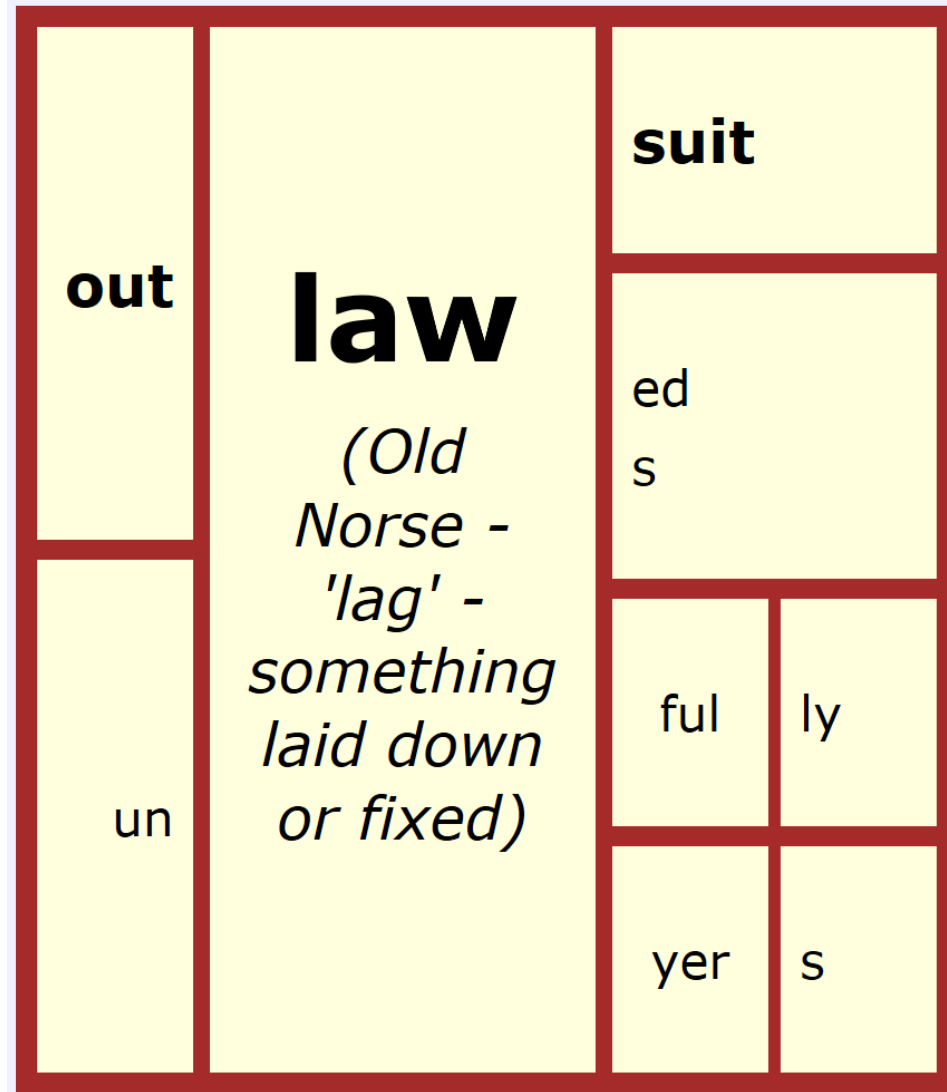 out
un
law
(Old
Norse -
'lag' -
something
laid down
or fixed)
suit
ed
s
ful
ly
yer
s